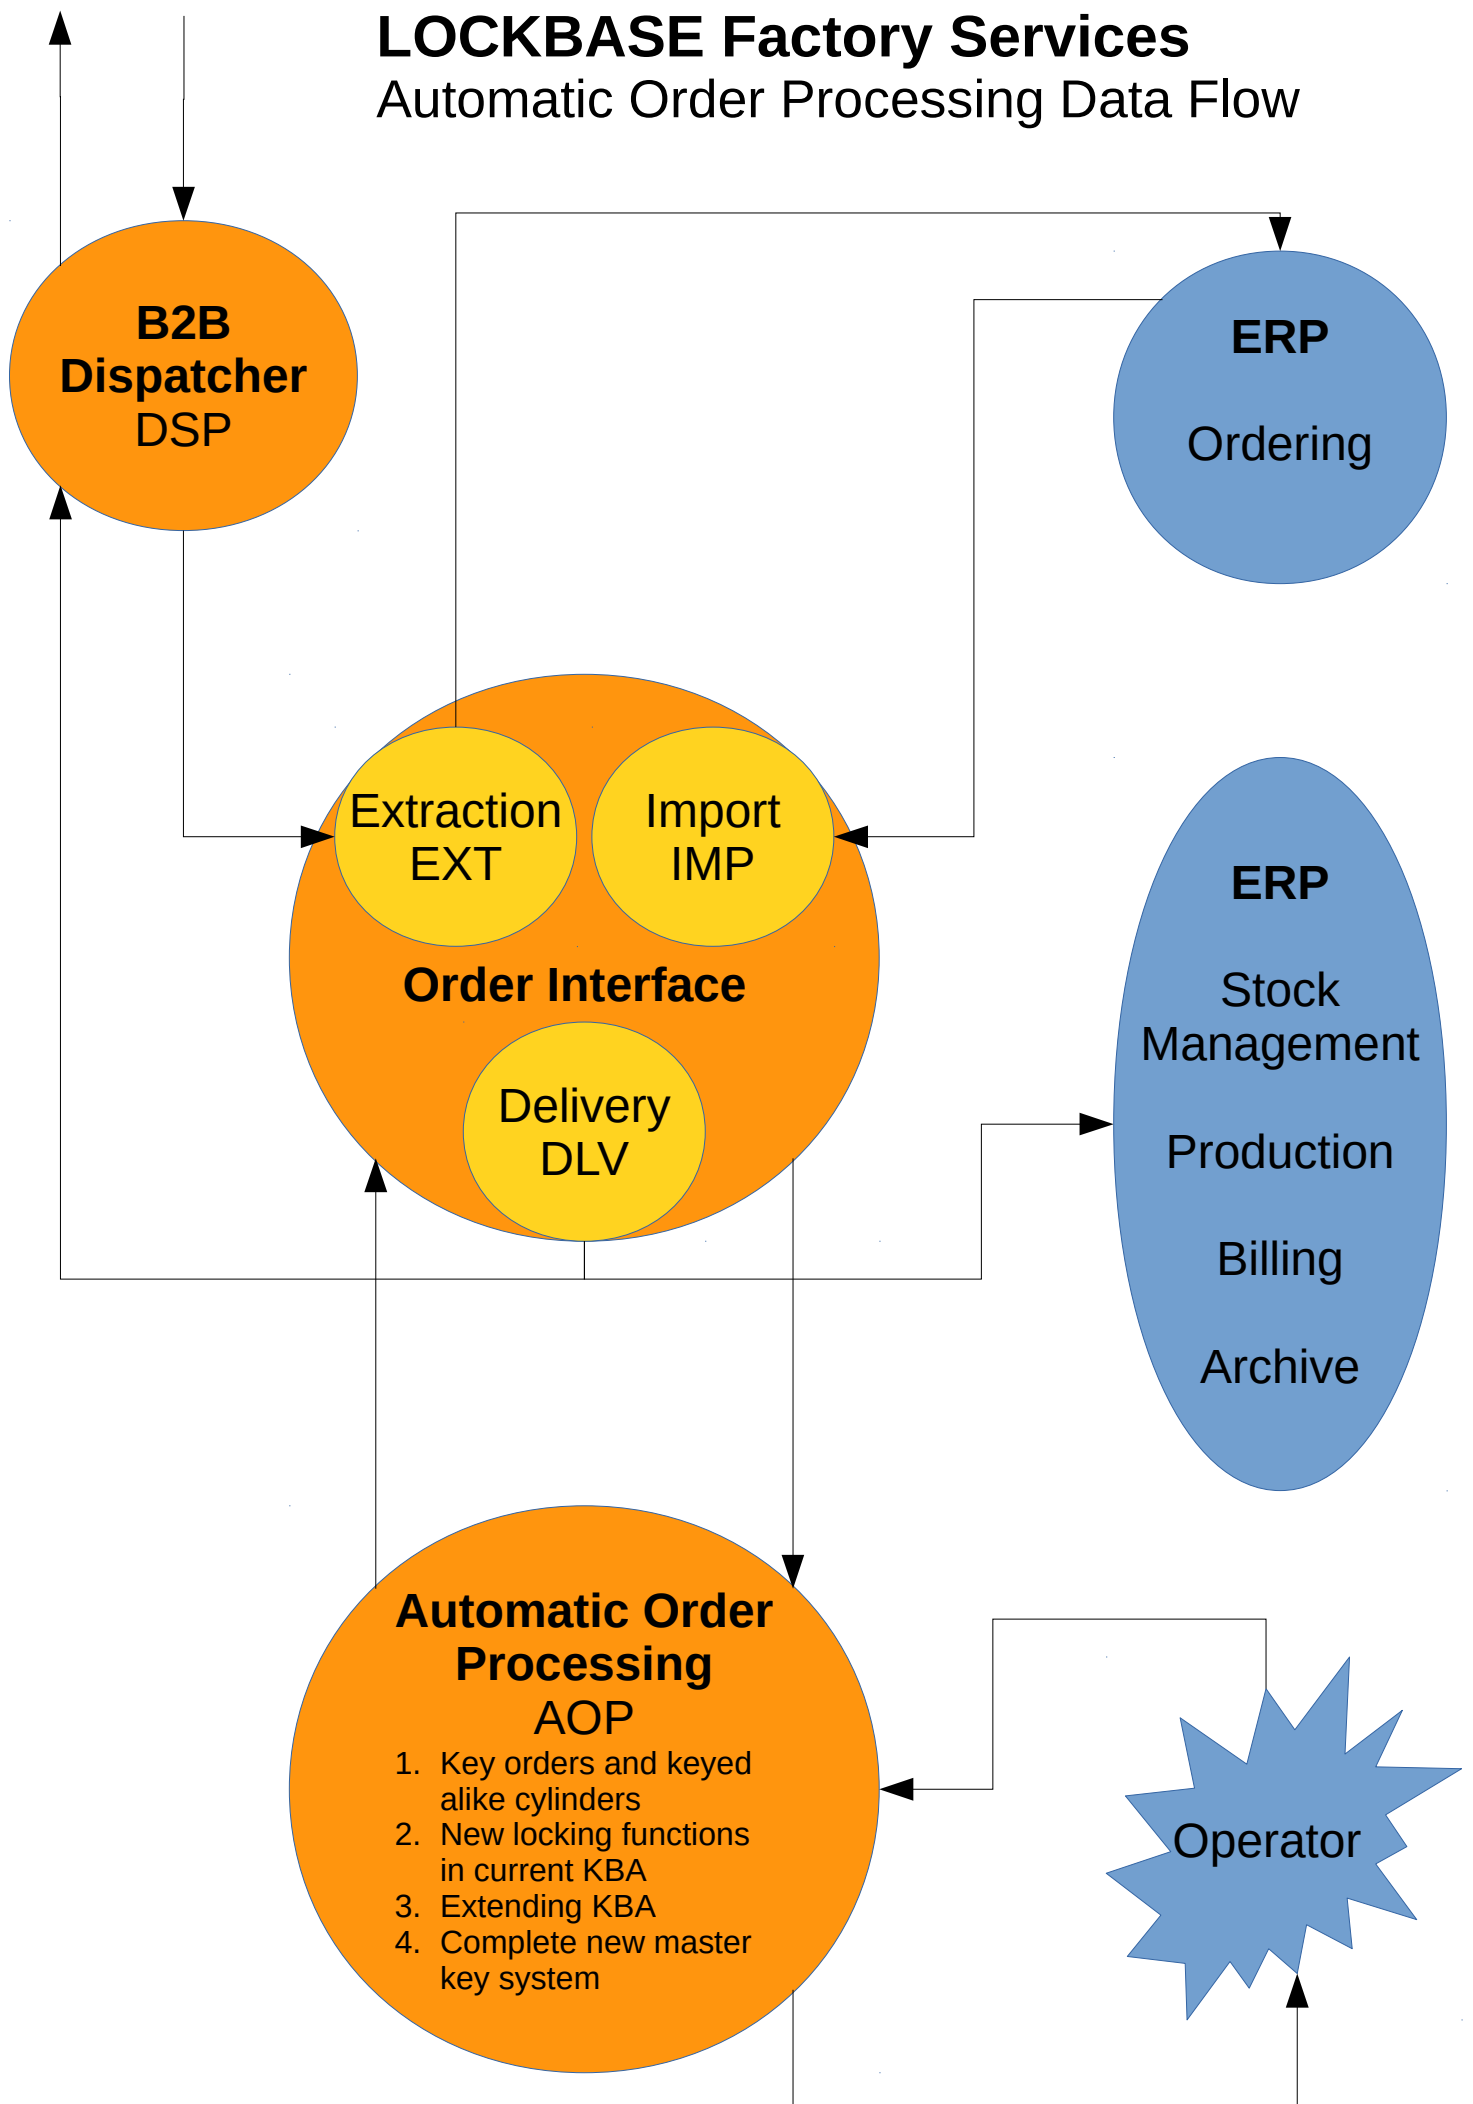 LOCKBASE Factory Services
Automatic Order Processing Data Flow
B2B
Dispatcher
DSP
ERP
Ordering
Extraction
EXT
Import
IMP
Order Interface
Delivery
DLV
ERP
Stock
Management
Production
Billing
Archive
Automatic Order
Processing
AOP
1. Key orders and keyed
alike cylinders
2. New locking functions
in current KBA
3. Extending KBA
4. Complete new master
key system
Operator